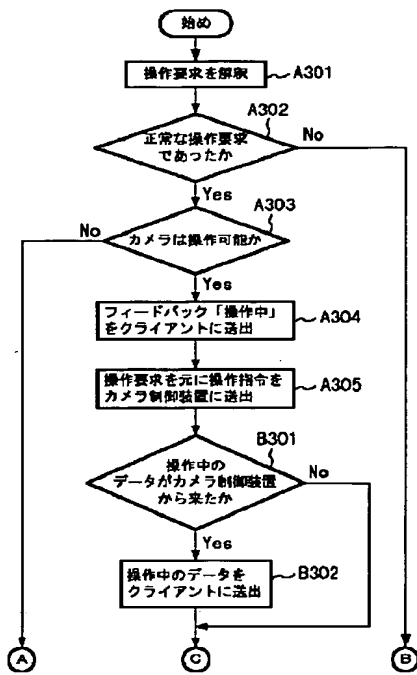 始め
操作要求を解釈
A301
A302
正常な操作要求
であったか
No
Yes
A303
No
カメラは操作可能か
Yes
フィードバック「操作中」
をクライアントに送出
A304
操作要求を元に操作指令を
カメラ制御装置に送出
A305
B301
操作中の
データがカメラ制御装置
から来たか
No
Yes
操作中のデータを
クライアントに送出
B302
A
C
B